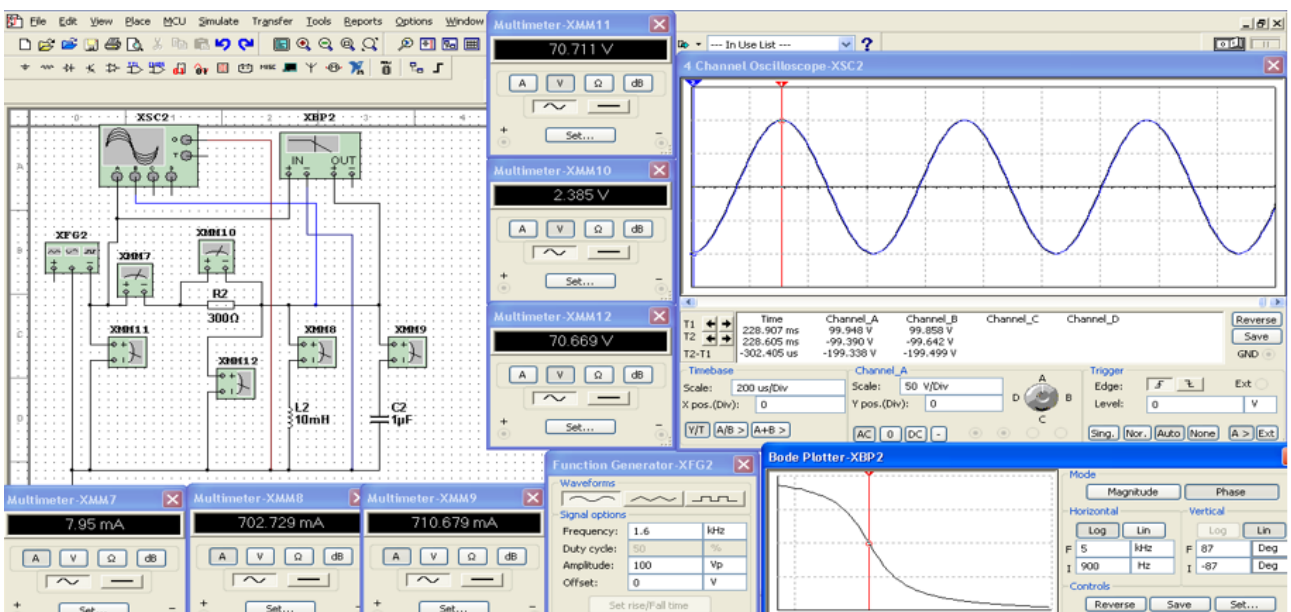 File Edit View Place MCU Simulate Transfer Tools Reports Options Window
--- In Use List ---
Multimeter-XMM11
70.711 V
A V Ω dB
Set...
Multimeter-XMM10
2.385 V
A V Ω dB
Set...
Multimeter-XMM12
70.669 V
A V Ω dB
Set...
4 Channel Oscilloscope-XSC2
T1
T2
T2-T1
Time Channel_A Channel_B Channel_C Channel_D
228.907 ms 99.948 V 99.858 V
228.605 ms -99.390 V -99.642 V
-302.405 us -199.338 V -199.499 V
Reverse
Save
GND
Timebase
Scale: 200 us/Div
X pos.(Div): 0
Y/T A/B > A+B >
Channel_A
Scale: 50 V/Div
Y pos.(Div): 0
AC 0 DC -
A
B
C
D
Trigger
Edge: Ext
Level: 0 V
Sing. Nor. Auto None A > Ext
XSC2
A B C D
T
XBP2
IN OUT
XFG2
XMM7
XMM10
R2
300Ω
XMM11
XMM12
XMM8
XMM9
L2
10mH
C2
1μF
Multimeter-XMM7
7.95 mA
A V Ω dB
Set...
Multimeter-XMM8
702.729 mA
A V Ω dB
Set...
Multimeter-XMM9
710.679 mA
A V Ω dB
Set...
Function Generator-XFG2
Waveforms
Signal options
Frequency: 1.6 kHz
Duty cycle: 50 %
Amplitude: 100 Vp
Offset: 0 V
Set rise/Fall time
Bode Plotter-XBP2
Mode
Magnitude Phase
Horizontal Vertical
Log Lin Log Lin
F 5 kHz F 87 Deg
I 900 Hz I -87 Deg
Controls
Reverse Save Set...